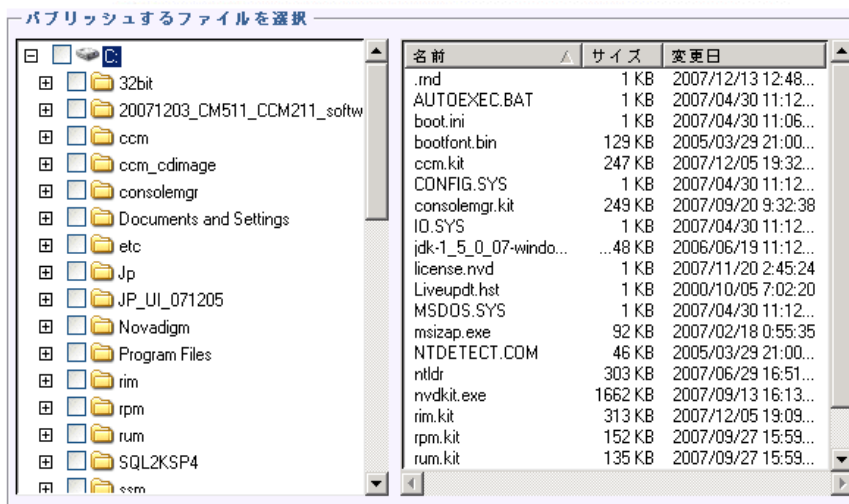 パブリッシュするファイルを選択
C:
32bit
20071203_CM511_CCM211_softw
ccm
ccm_cdimage
consolemgr
Documents and Settings
etc
Jp
JP_UI_071205
Novadigm
Program Files
rim
rpm
rum
SQL2KSP4
ssm
名前 サイズ 変更日
.rnd 1 KB 2007/12/13 12:48...
AUTOEXEC.BAT 1 KB 2007/04/30 11:12...
boot.ini 1 KB 2007/04/30 11:06...
bootfont.bin 129 KB 2005/03/29 21:00...
ccm.kit 247 KB 2007/12/05 19:32...
CONFIG.SYS 1 KB 2007/04/30 11:12...
consolemgr.kit 249 KB 2007/09/20 9:32:38
IO.SYS 1 KB 2007/04/30 11:12...
jdk-1_5_0_07-windo... ...48 KB 2006/06/19 11:12...
license.nvd 1 KB 2007/11/20 2:45:24
Liveupdt.hst 1 KB 2000/10/05 7:02:20
MSDOS.SYS 1 KB 2007/04/30 11:12...
msizap.exe 92 KB 2007/02/18 0:55:35
NTDETECT.COM 46 KB 2005/03/29 21:00...
ntldr 303 KB 2007/06/29 16:51...
nvdkit.exe 1662 KB 2007/09/13 16:13...
rim.kit 313 KB 2007/12/05 19:09...
rpm.kit 152 KB 2007/09/27 15:59...
rum.kit 135 KB 2007/09/27 15:59...